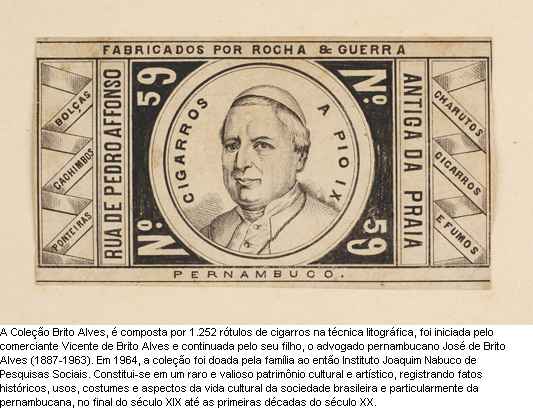 FABRICADOS POR ROCHA & GUERRA
BOLÇAS
CACHIMBOS
PONTEIRAS
RUA DE PEDRO AFFONSO
Nº 59
CIGARROS A PIO IX
Nº 59
ANTIGA DA PRAIA
CHARUTOS
CIGARROS
E FUMOS
PERNAMBUCO.
A Coleção Brito Alves, é composta por 1.252 rótulos de cigarros na técnica litográfica, foi iniciada pelo
comerciante Vicente de Brito Alves e continuada pelo seu filho, o advogado pernambucano José de Brito
Alves (1887-1963). Em 1964, a coleção foi doada pela família ao então Instituto Joaquim Nabuco de
Pesquisas Sociais. Constitui-se em um raro e valioso patrimônio cultural e artístico, registrando fatos
históricos, usos, costumes e aspectos da vida cultural da sociedade brasileira e particularmente da
pernambucana, no final do século XIX até as primeiras décadas do século XX.